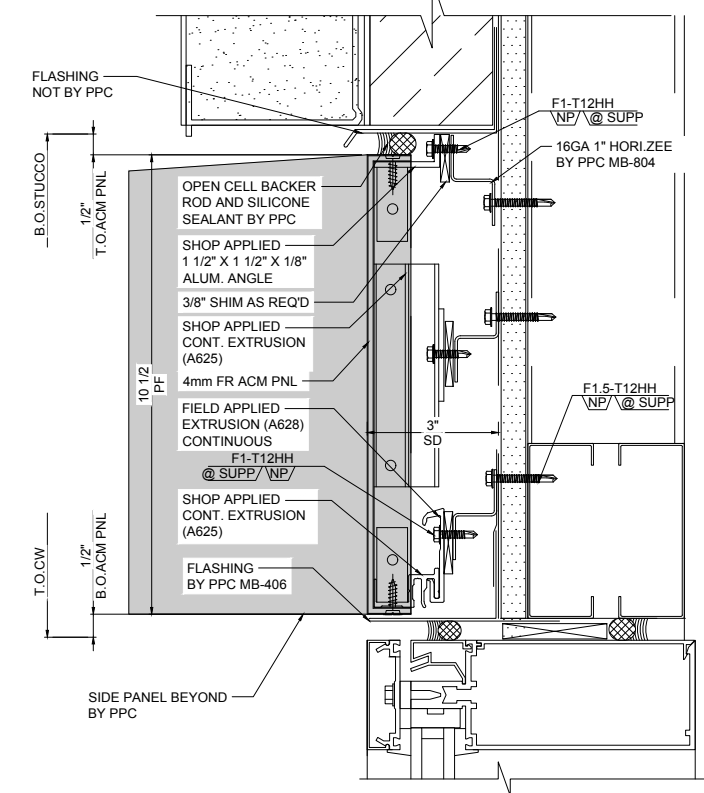 FLASHING
NOT BY PPC
F1-T12HH
NP @ SUPP
16GA 1" HORI.ZEE
BY PPC MB-804
B.O.STUCCO
1/2"
T.O.ACM PNL
OPEN CELL BACKER
ROD AND SILICONE
SEALANT BY PPC
SHOP APPLIED
1 1/2" X 1 1/2" X 1/8"
ALUM. ANGLE
3/8" SHIM AS REQ'D
SHOP APPLIED
CONT. EXTRUSION
(A625)
4mm FR ACM PNL
10 1/2
PF
FIELD APPLIED
EXTRUSION (A628)
CONTINUOUS
3"
SD
F1.5-T12HH
NP @ SUPP
F1-T12HH
@ SUPP NP
SHOP APPLIED
CONT. EXTRUSION
(A625)
T.O.CW
1/2"
B.O.ACM PNL
FLASHING
BY PPC MB-406
SIDE PANEL BEYOND
BY PPC